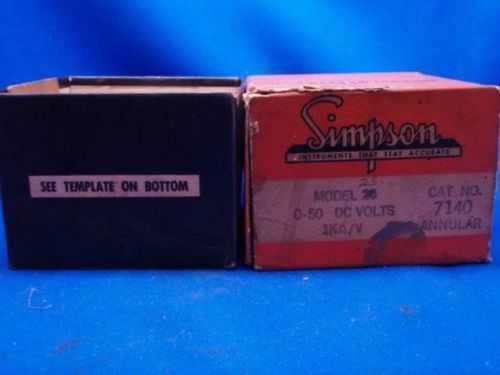 SEE TEMPLATE ON BOTTOM
Simpson
INSTRUMENTS THAT STAY ACCURATE
25
MODEL 26 CAT NO.
0-50 DC VOLTS 7140
1KΩ/V ANNULAR